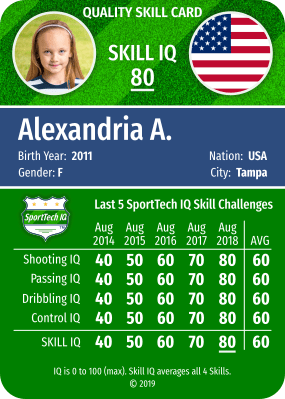 QUALITY SKILL CARD
SKILL IQ
80
Alexandria A.
Birth Year: 2011
Nation: USA
Gender: F
City: Tampa
SportTech IQ
Last 5 SportTech IQ Skill Challenges
Aug Aug Aug Aug Aug
2014 2015 2016 2017 2018 AVG
Shooting IQ 40 50 60 70 80 60
Passing IQ 40 50 60 70 80 60
Dribbling IQ 40 50 60 70 80 60
Control IQ 40 50 60 70 80 60
SKILL IQ 40 50 60 70 80 60
IQ is 0 to 100 (max). Skill IQ averages all 4 Skills.
© 2019